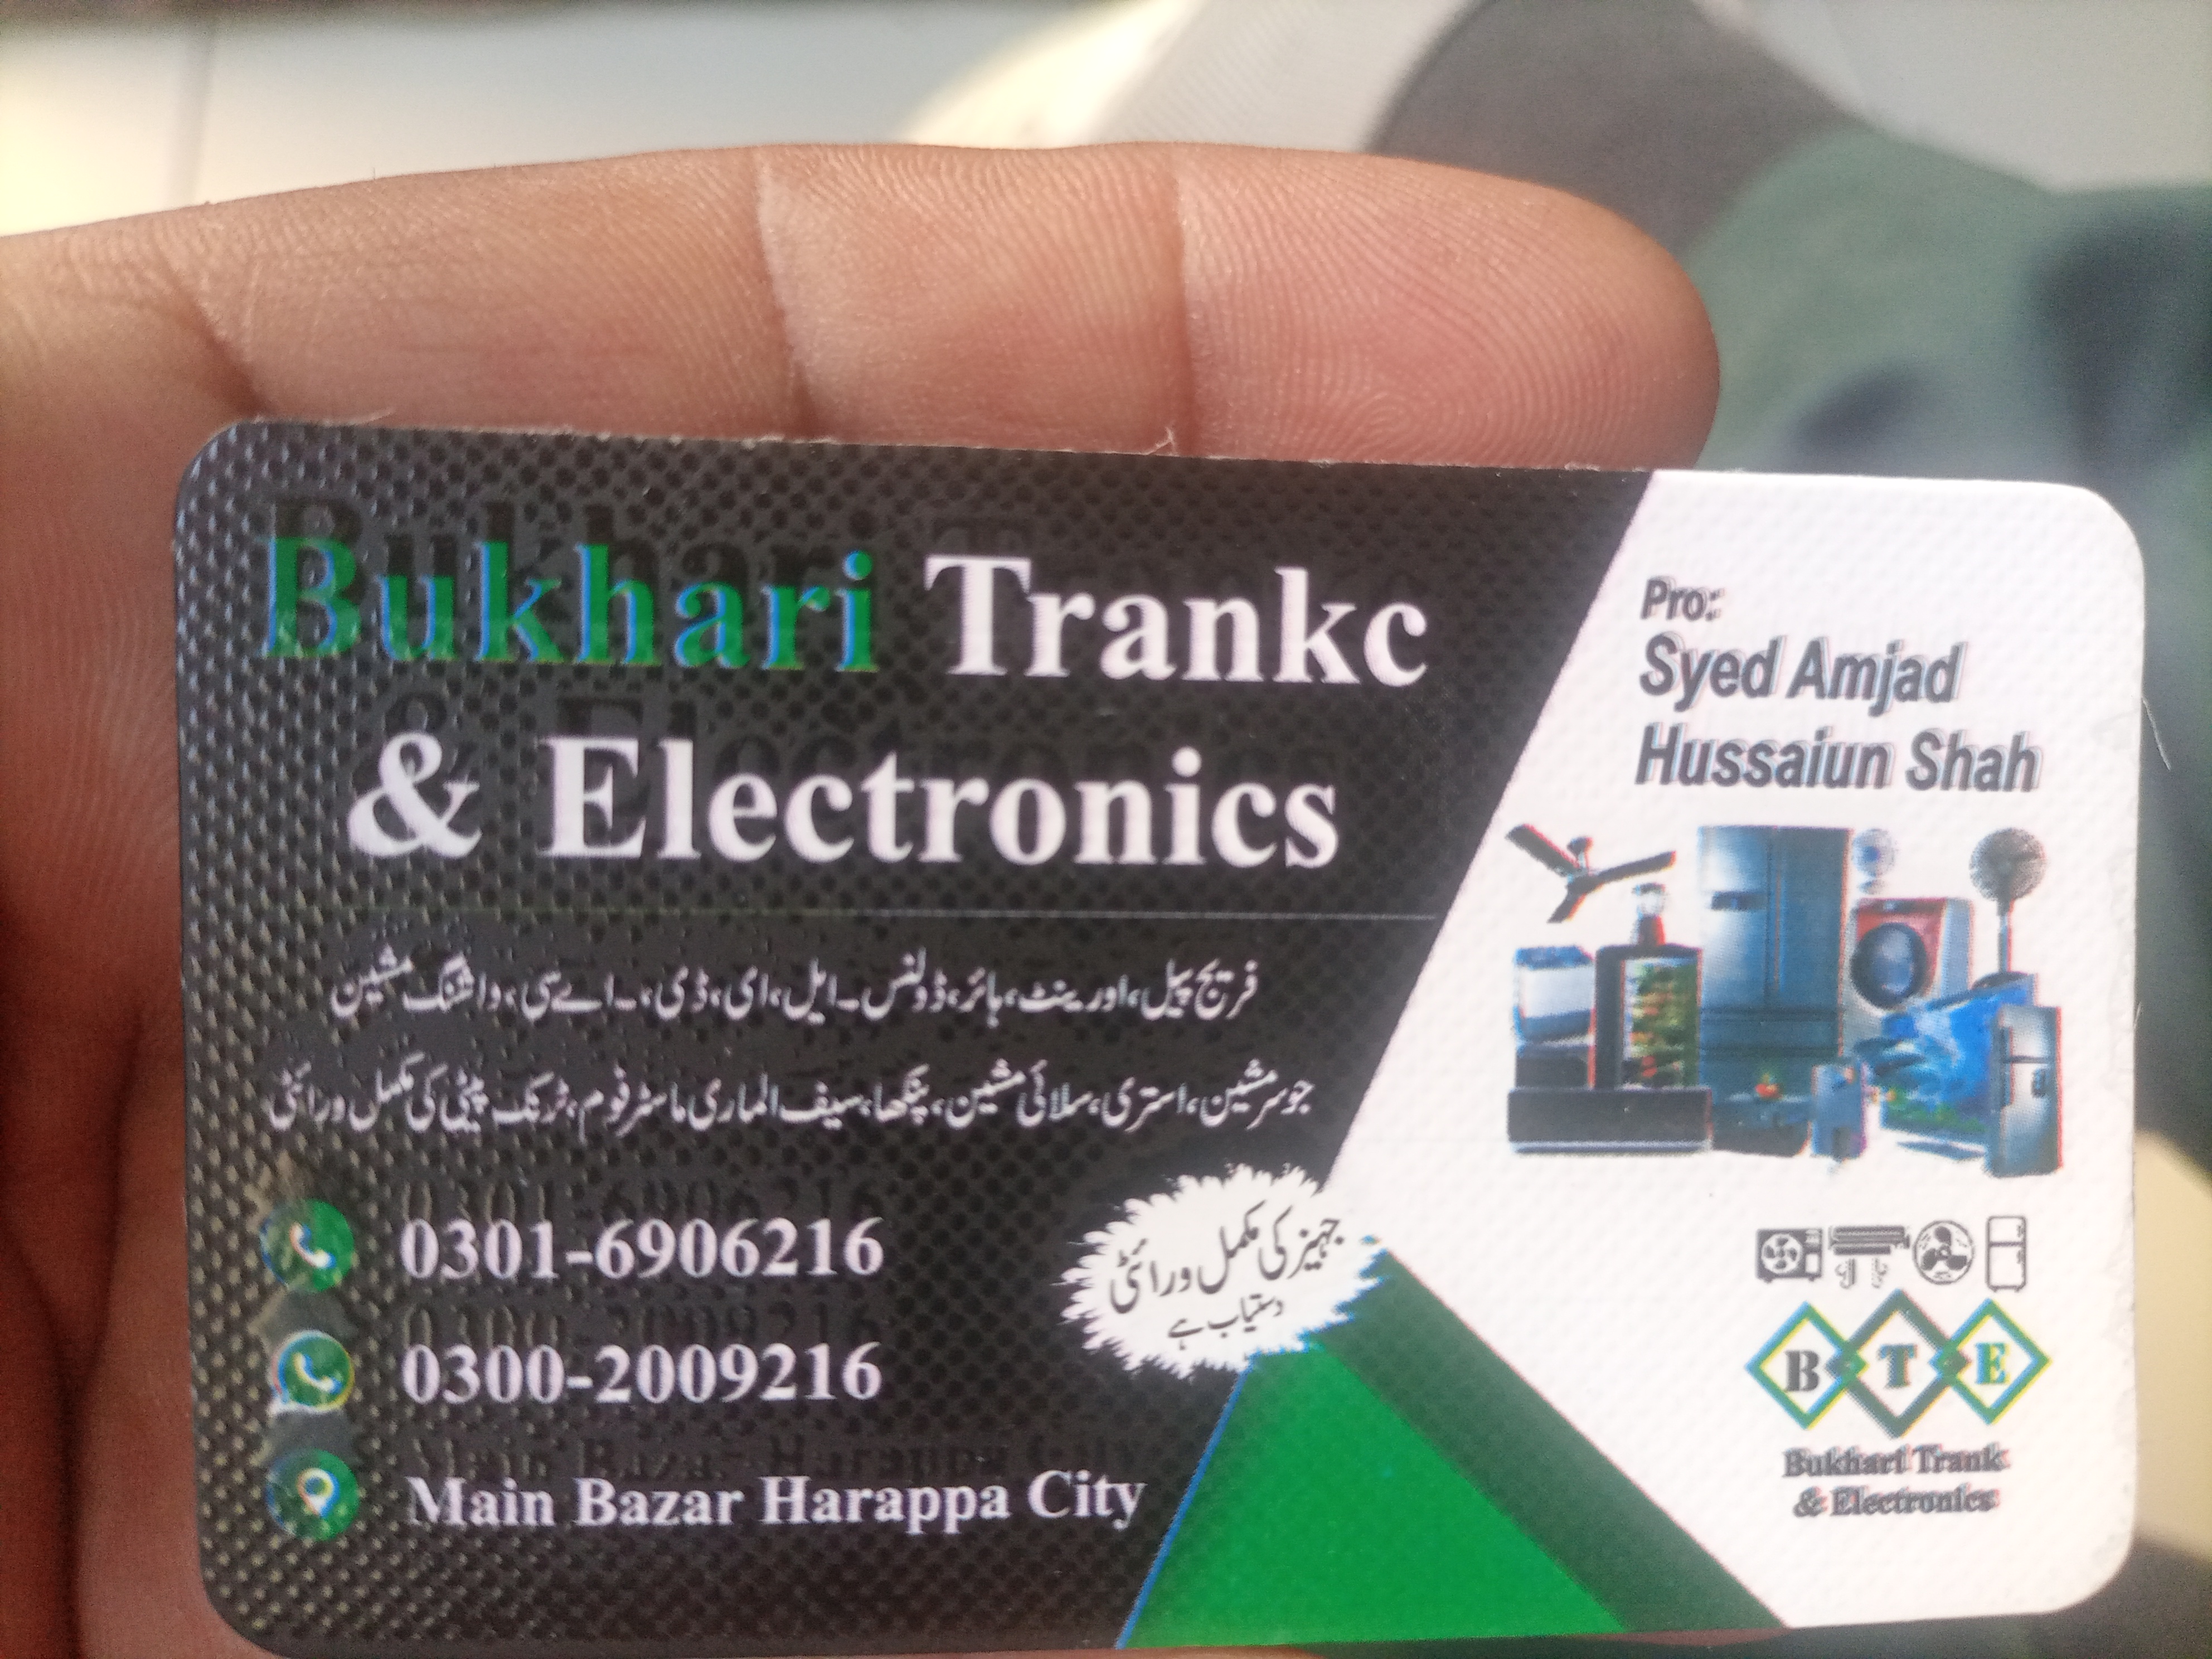 Bukhari Trankc
& Electronics
فریج پیل، اورینٹ، ہائر، ڈولنس۔ ایل، ای، ڈی،۔ اے سی، واشنگ مشین
جوسر مشین، استری، سلائی مشین، پنکھا، سیف الماری ماسٹر فوم، ٹرنک، پیٹی کی مکمل ورائٹی
0301-6906216
0300-2009216
Main Bazar Harappa City
جہیز کی مکمل ورائٹی
دستیاب ہے
Pro:
Syed Amjad
Hussaiun Shah
B T E
Bukhari Trank
& Electronics